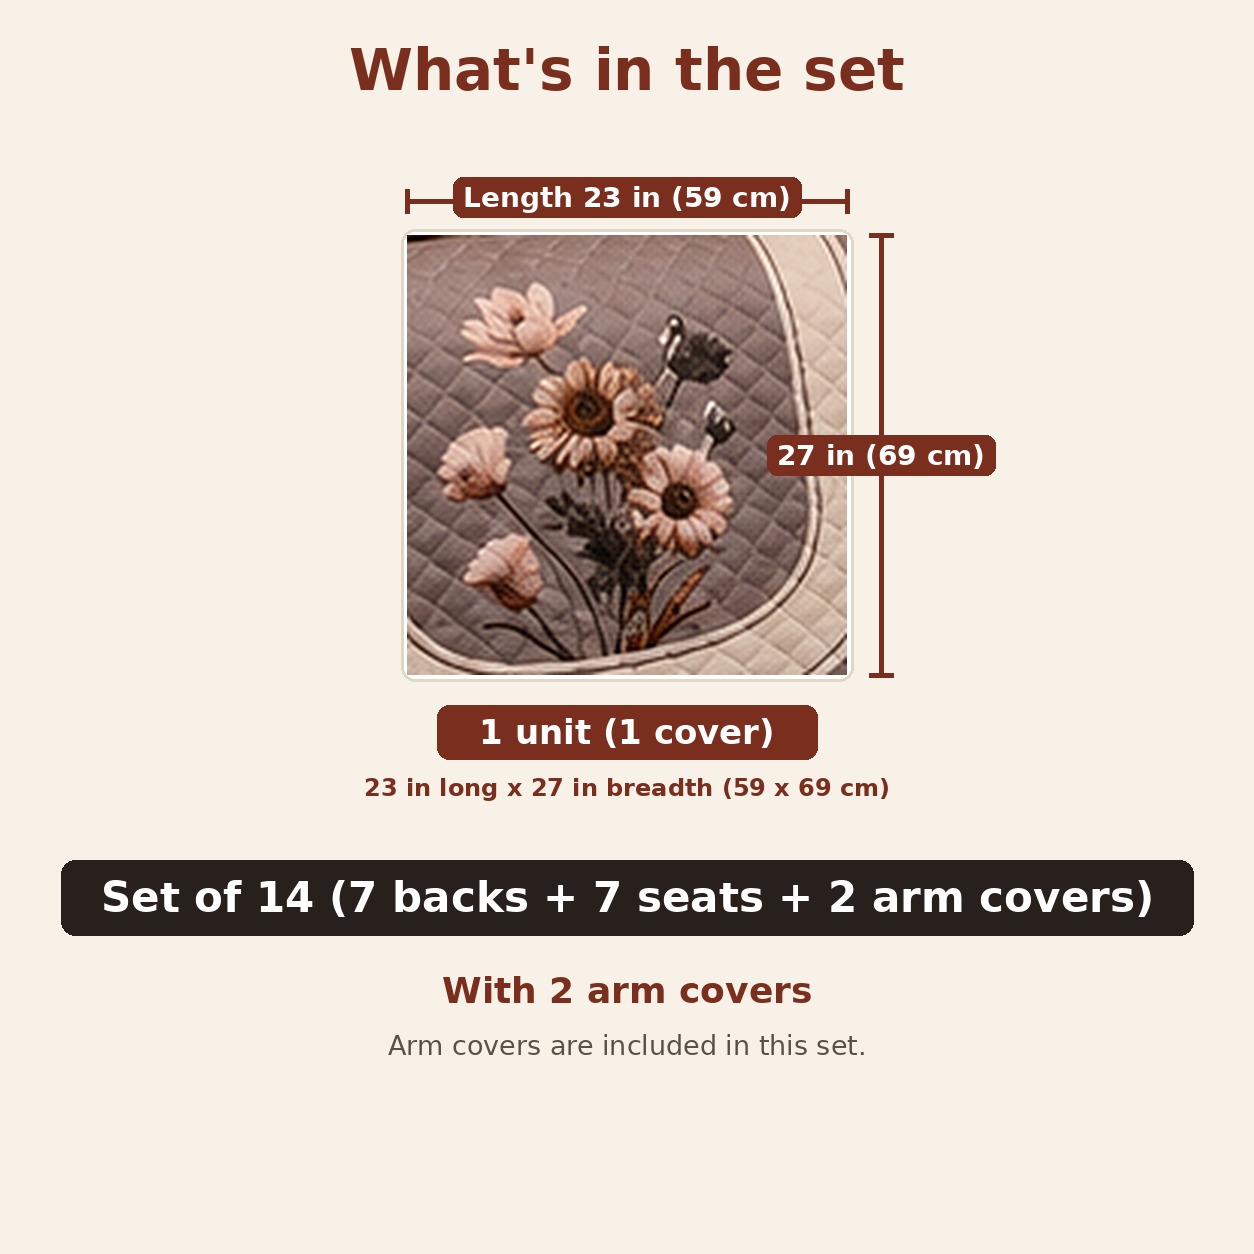 What's in the set
Length 23 in (59 cm)
27 in (69 cm)
1 unit (1 cover)
23 in long x 27 in breadth (59 x 69 cm)
Set of 14 (7 backs + 7 seats + 2 arm covers)
With 2 arm covers
Arm covers are included in this set.